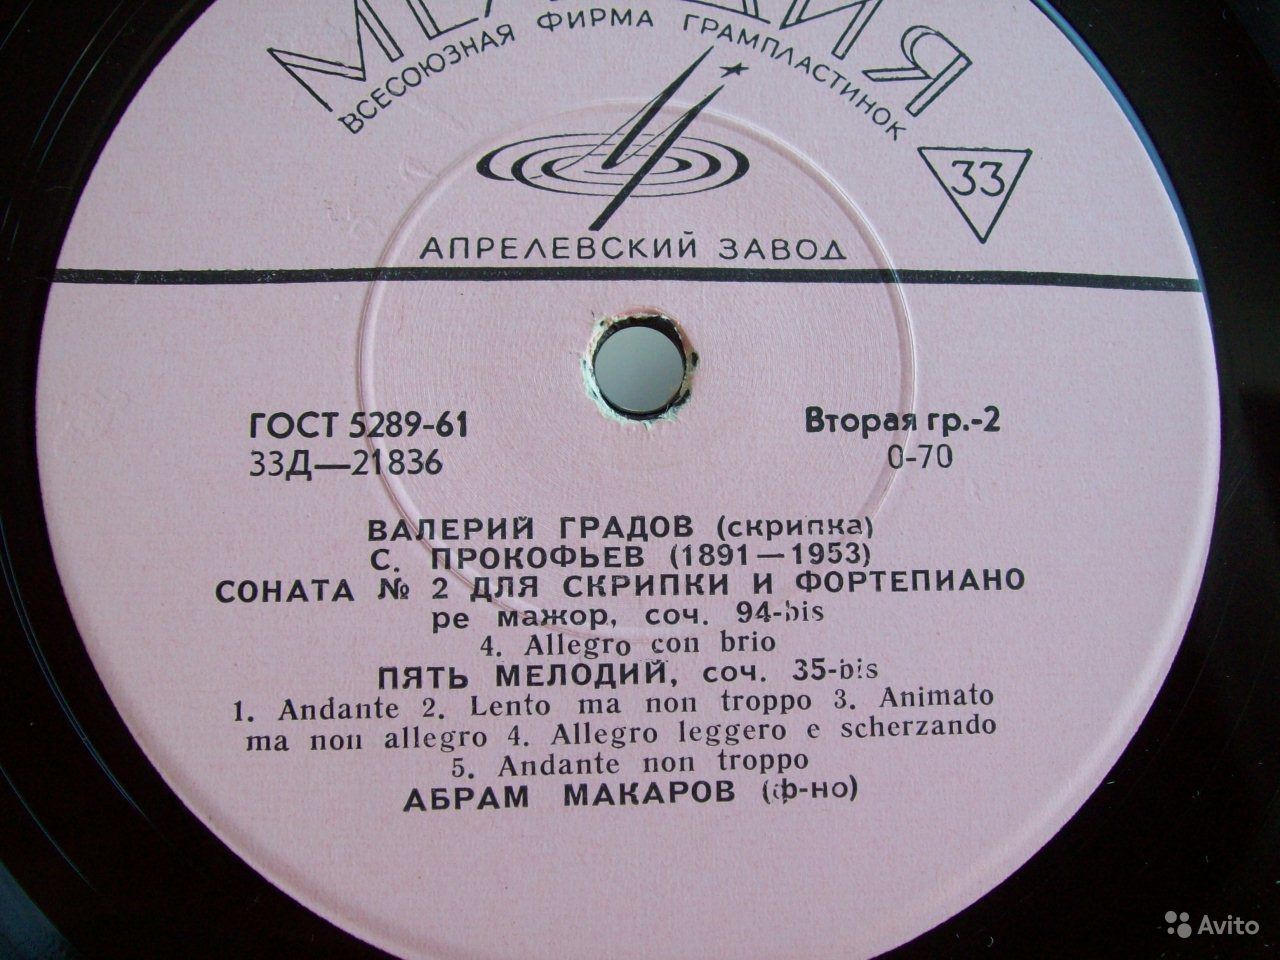 МЕЛОДИЯ
ВСЕСОЮЗНАЯ ФИРМА ГРАМПЛАСТИНОК
33
АПРЕЛЕВСКИЙ ЗАВОД
ГОСТ 5289-61
Вторая гр.-2
33Д—21836
0-70
ВАЛЕРИЙ ГРАДОВ (скрипка)
С. ПРОКОФЬЕВ (1891—1953)
СОНАТА № 2 ДЛЯ СКРИПКИ И ФОРТЕПИАНО
ре мажор, соч. 94-bis
4. Allegro con brio
ПЯТЬ МЕЛОДИЙ, соч. 35-bis
1. Andante 2. Lento ma non troppo 3. Animato
ma non allegro 4. Allegro leggero e scherzando
5. Andante non troppo
АБРАМ МАКАРОВ (ф-но)
Avito